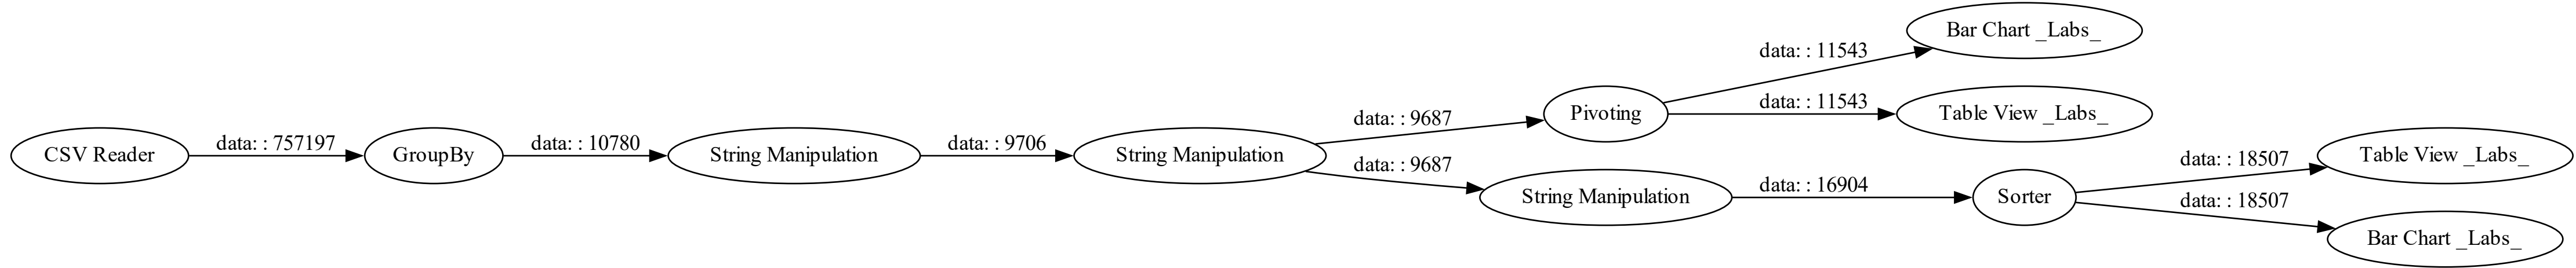 CSV Reader
data: : 757197
GroupBy
data: : 10780
String Manipulation
data: : 9706
String Manipulation
data: : 9687
Pivoting
data: : 11543
Bar Chart _Labs_
data: : 11543
Table View _Labs_
data: : 9687
String Manipulation
data: : 16904
Sorter
data: : 18507
Table View _Labs_
data: : 18507
Bar Chart _Labs_